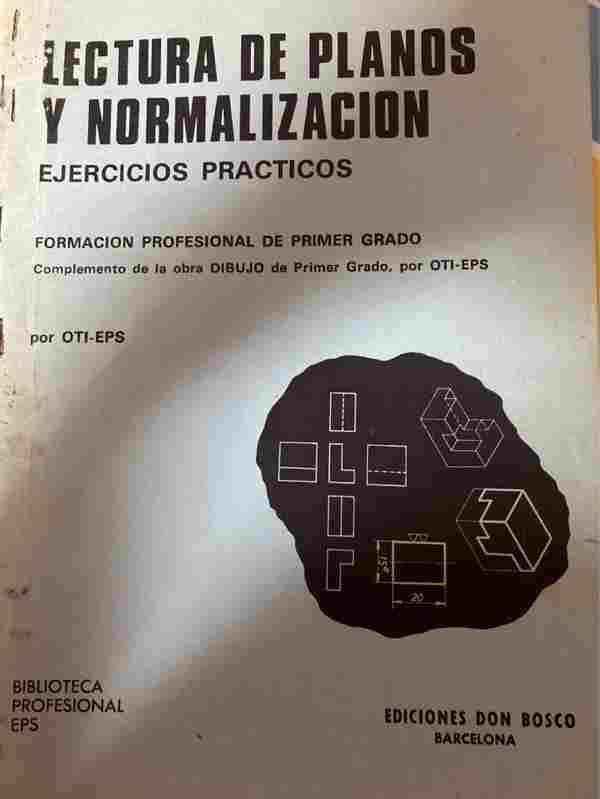 LECTURA DE PLANOS
Y NORMALIZACION
EJERCICIOS PRACTICOS
FORMACION PROFESIONAL DE PRIMER GRADO
Complemento de la obra DIBUJO de Primer Grado, por OTI-EPS
por OTI-EPS
20
BIBLIOTECA
PROFESIONAL
EPS
EDICIONES DON BOSCO
BARCELONA